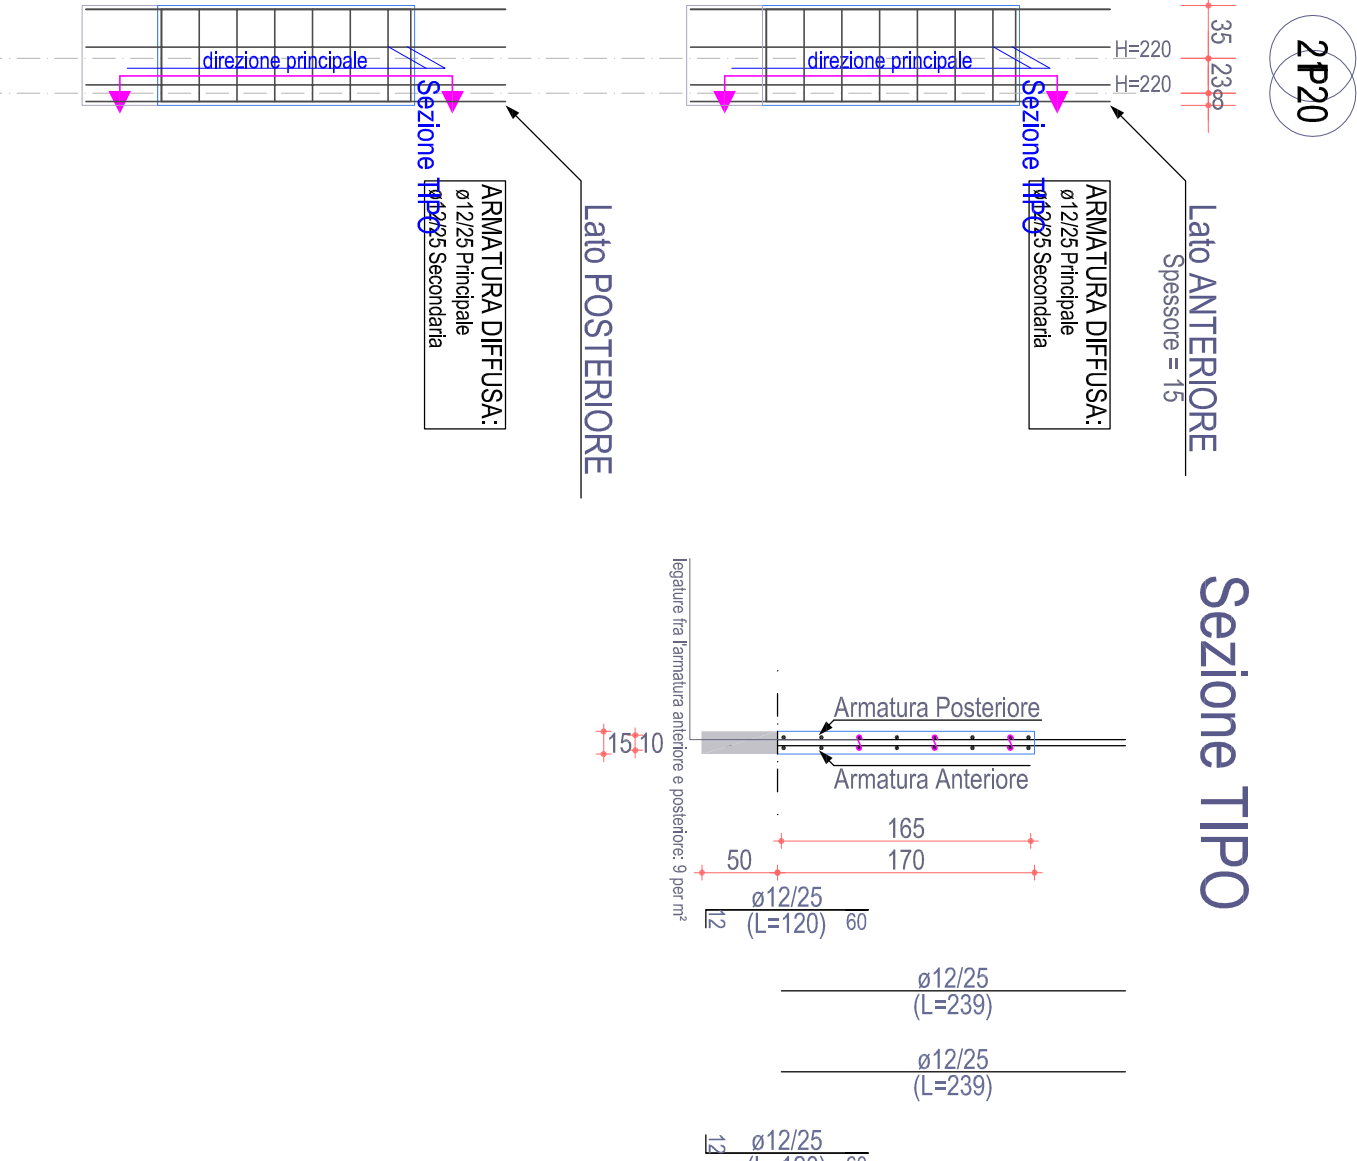 direzione principale
direzione principale
H=220
H=220
35
23
8
Sezione TIPO
Sezione TIPO
ARMATURA DIFFUSA:
ø12/25 Principale
ø12/25 Secondaria
Lato POSTERIORE
ARMATURA DIFFUSA:
ø12/25 Principale
ø12/25 Secondaria
Lato ANTERIORE
Spessore = 15
Sezione TIPO
legature fra l'armatura anteriore e posteriore: 9 per m²
Armatura Posteriore
15
10
Armatura Anteriore
165
50
170
ø12/25
12
(L=120)
60
ø12/25
(L=239)
ø12/25
(L=239)
12
ø12/25